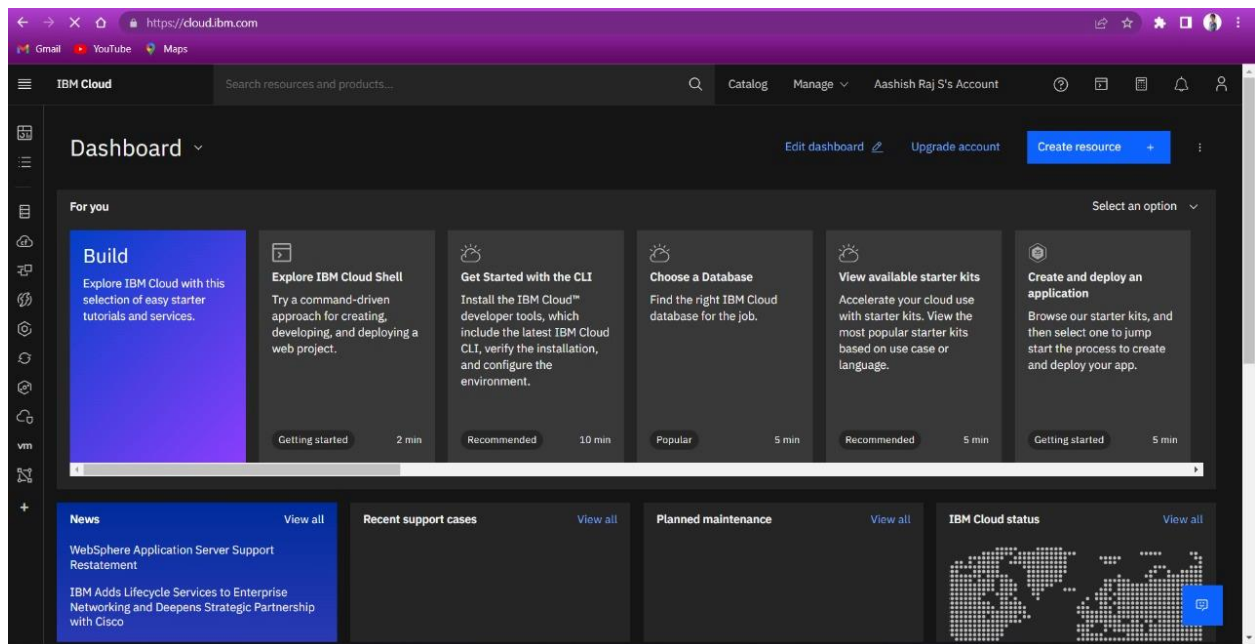 https://cloud.ibm.com
Gmail YouTube Maps
IBM Cloud Search resources and products... Catalog Manage Aashish Raj S's Account
Dashboard Edit dashboard Upgrade account Create resource +
For you Select an option
Build
Explore IBM Cloud with this
selection of easy starter
tutorials and services.
Explore IBM Cloud Shell
Try a command-driven
approach for creating,
developing, and deploying a
web project.
Getting started 2 min
Get Started with the CLI
Install the IBM Cloud™
developer tools, which
include the latest IBM Cloud
CLI, verify the installation,
and configure the
environment.
Recommended 10 min
Choose a Database
Find the right IBM Cloud
database for the job.
Popular 5 min
View available starter kits
Accelerate your cloud use
with starter kits. View the
most popular starter kits
based on use case or
language.
Recommended 5 min
Create and deploy an
application
Browse our starter kits, and
then select one to jump
start the process to create
and deploy your app.
Getting started 5 min
vm
+
News View all
WebSphere Application Server Support
Restatement
IBM Adds Lifecycle Services to Enterprise
Networking and Deepens Strategic Partnership
with Cisco
Recent support cases View all
Planned maintenance View all
IBM Cloud status View all